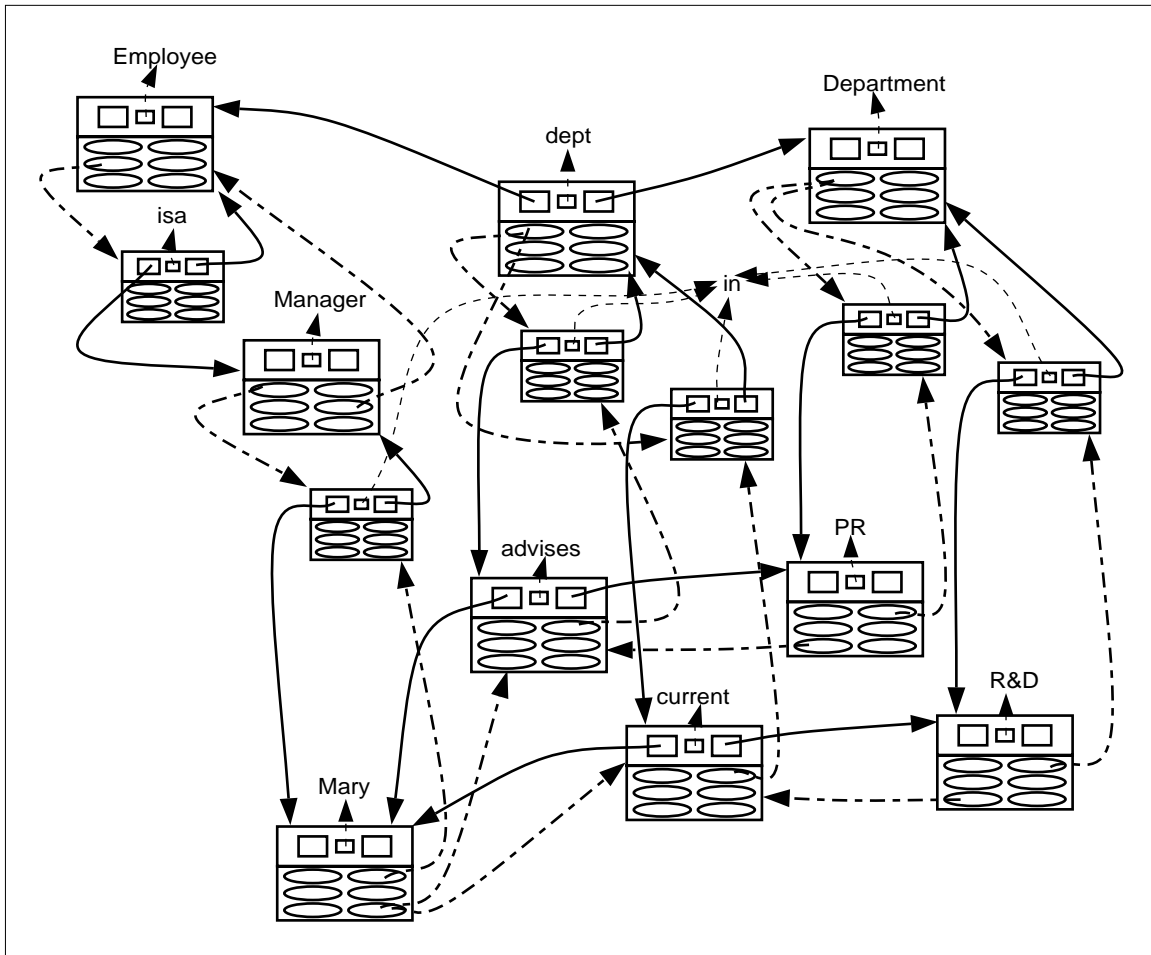 Employee
Department
dept
isa
Manager
in
PR
advises
R&D
current
Mary